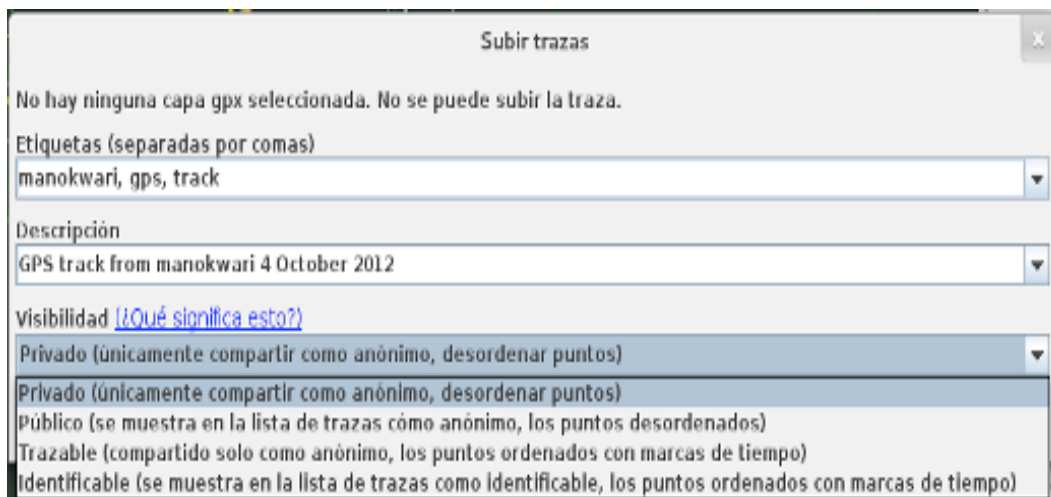 Subir trazas
x
No hay ninguna capa gpx seleccionada. No se puede subir la traza.
Etiquetas (separadas por comas)
manokwari, gps, track
Descripción
GPS track from manokwari 4 October 2012
Visibilidad (¿Qué significa esto?)
Privado (únicamente compartir como anónimo, desordenar puntos)
Privado (únicamente compartir como anónimo, desordenar puntos)
Público (se muestra en la lista de trazas cómo anónimo, los puntos desordenados)
Trazable (compartido solo como anónimo, los puntos ordenados con marcas de tiempo)
Identificable (se muestra en la lista de trazas como identificable, los puntos ordenados con marcas de tiempo)